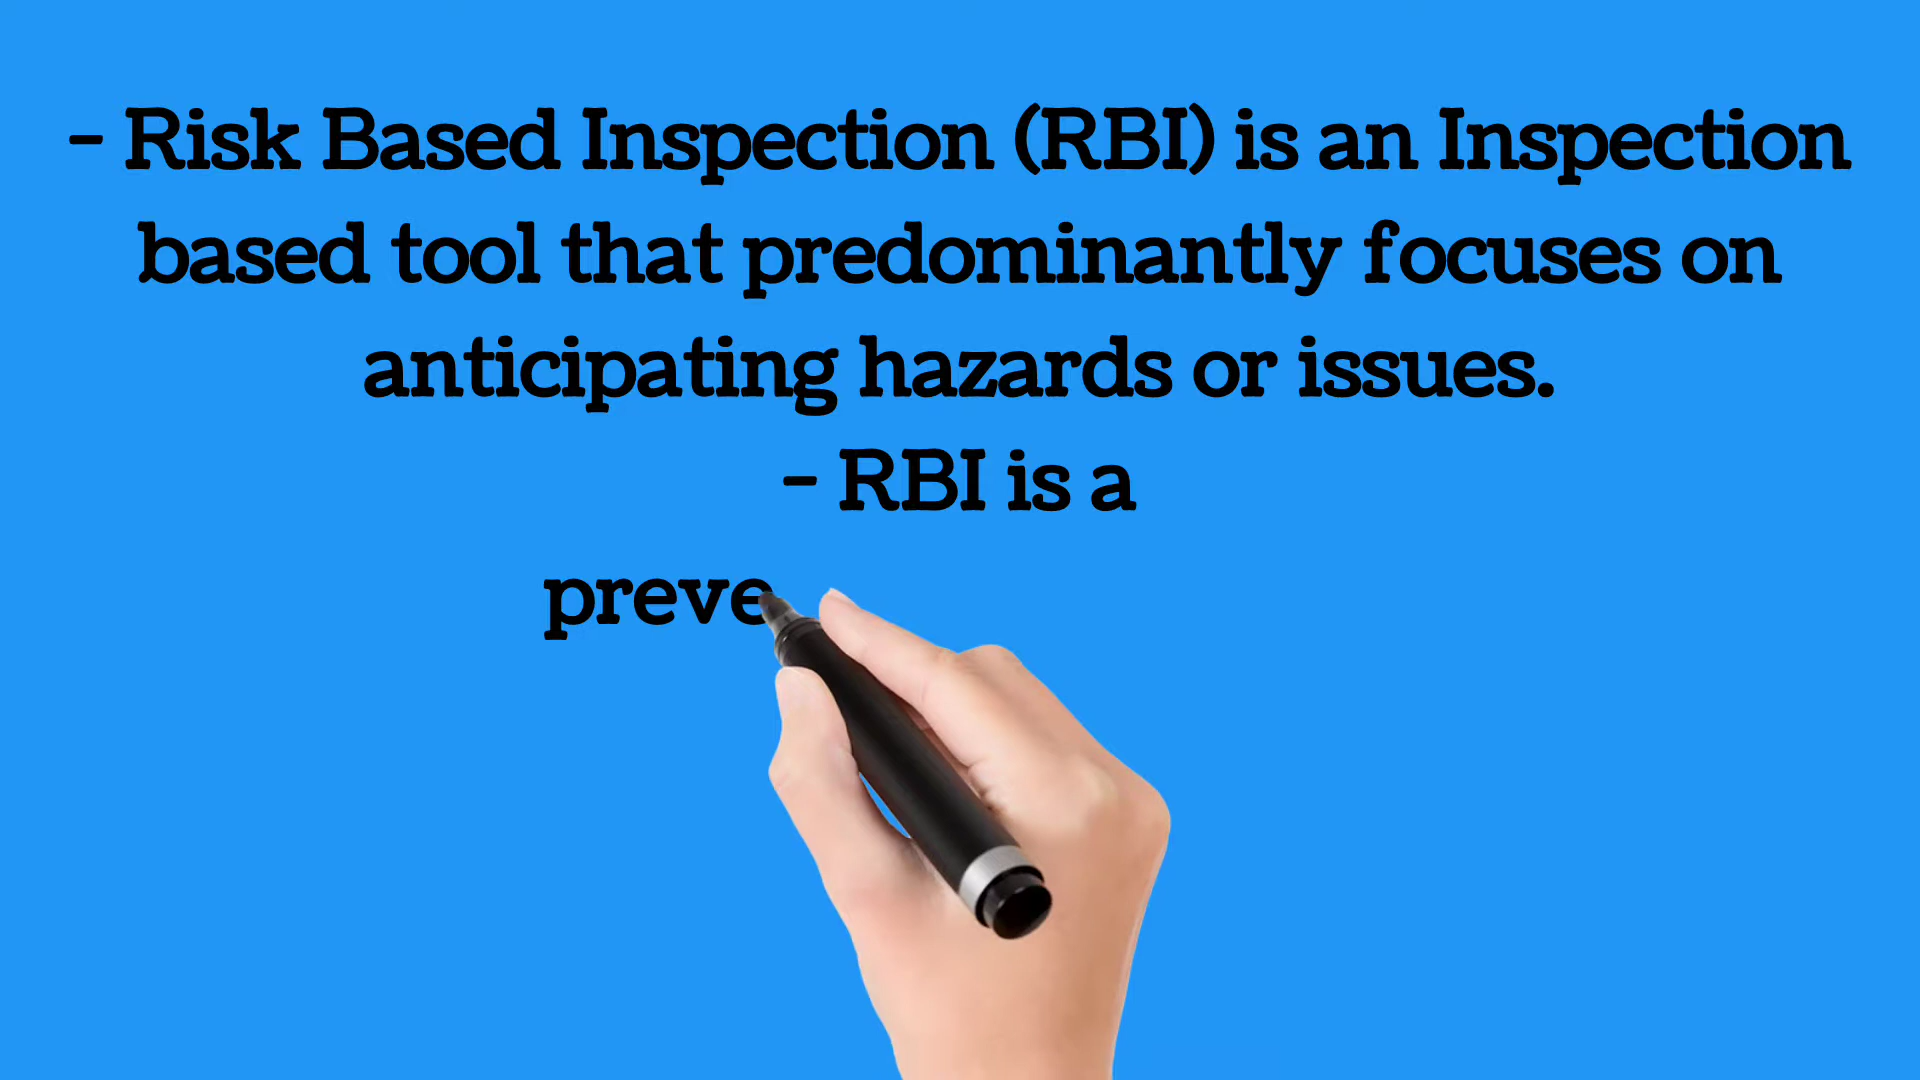 - Risk Based Inspection (RBI) is an Inspection
based tool that predominantly focuses on
anticipating hazards or issues.
- RBI is a
preve